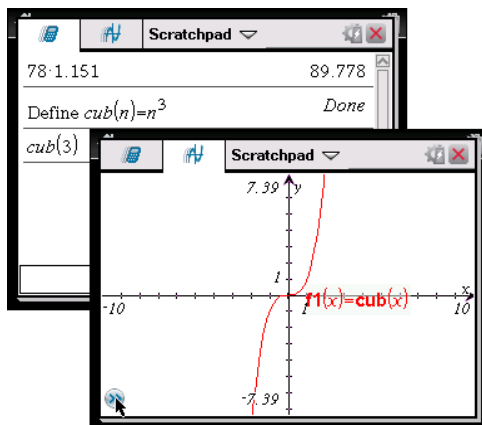 Scratchpad
78·1.151 89.778
Define cub(n)=n³ Done
cub(3)
Scratchpad
7.39 y
1
x
-10 1 f1(x)=cub(x) 10
-7.39